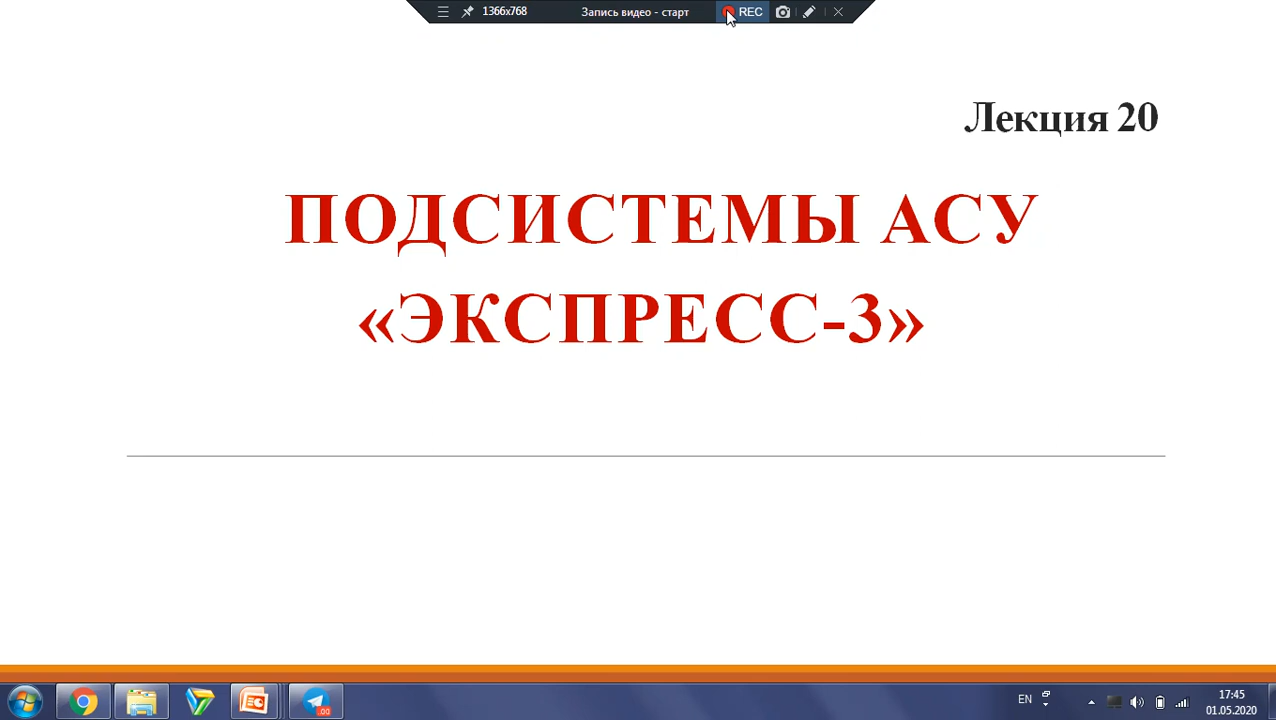 1366x768 Запись видео - старт REC
Лекция 20
ПОДСИСТЕМЫ АСУ
«ЭКСПРЕСС-3»
EN 17:45
01.05.2020